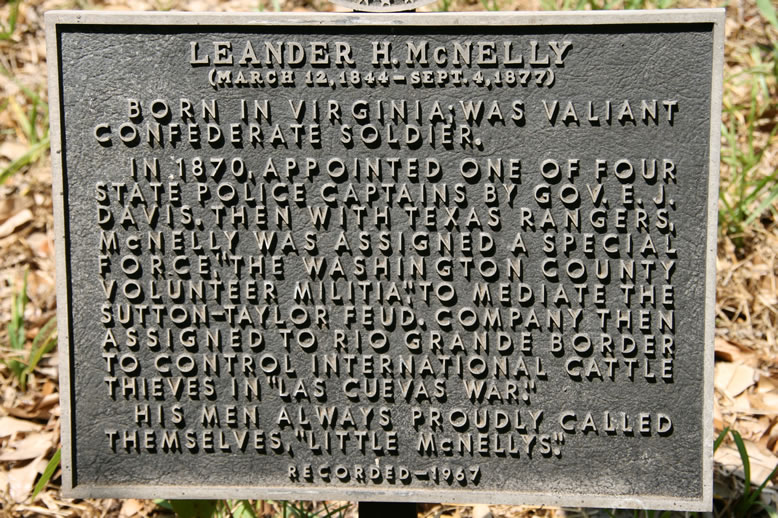 LEANDER H. McNELLY
(MARCH 12, 1844 – SEPT. 4, 1877)
BORN IN VIRGINIA; WAS VALIANT
CONFEDERATE SOLDIER.
IN 1870, APPOINTED ONE OF FOUR
STATE POLICE CAPTAINS BY GOV. E. J.
DAVIS. THEN WITH TEXAS RANGERS,
McNELLY WAS ASSIGNED A SPECIAL
FORCE, "THE WASHINGTON COUNTY
VOLUNTEER MILITIA", TO MEDIATE THE
SUTTON-TAYLOR FEUD. COMPANY THEN
ASSIGNED TO RIO GRANDE BORDER
TO CONTROL INTERNATIONAL CATTLE
THIEVES IN "LAS CUEVAS WAR."
HIS MEN ALWAYS PROUDLY CALLED
THEMSELVES, "LITTLE McNELLYS."
RECORDED – 1967